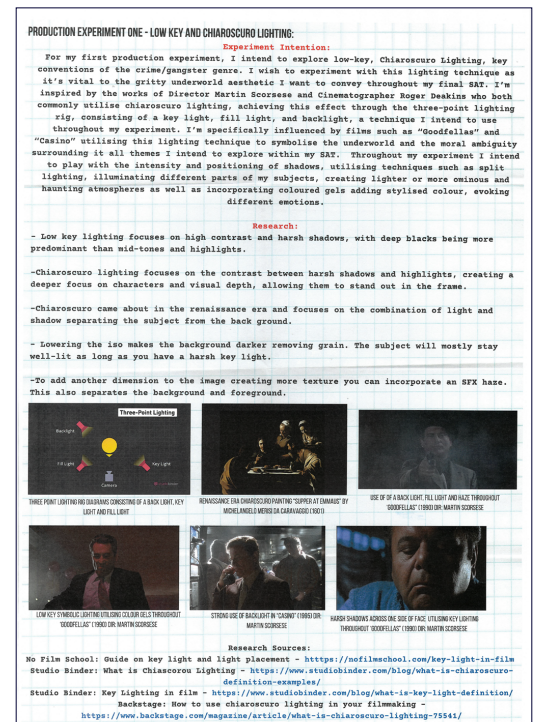 PRODUCTION EXPERIMENT ONE - LOW KEY AND CHIAROSCURO LIGHTING:
Experiment Intention:
For my first production experiment, I intend to explore low-key, Chiaroscuro Lighting, key
conventions of the crime/gangster genre. I wish to experiment with this lighting technique as
it's vital to the gritty underworld aesthetic I want to convey throughout my final SAT. I'm
inspired by the works of Director Martin Scorsese and Cinematographer Roger Deakins who both
commonly utilise chiaroscuro lighting, achieving this effect through the three-point lighting
rig, consisting of a key light, fill light, and backlight, a technique I intend to use
throughout my experiment. I'm specifically influenced by films such as "Goodfellas" and
"Casino" utilising this lighting technique to symbolise the underworld and the moral ambiguity
surrounding it all themes I intend to explore within my SAT. Throughout my experiment I intend
to play with the intensity and positioning of shadows, utilising techniques such as split
lighting, illuminating different parts of my subjects, creating lighter or more ominous and
haunting atmospheres as well as incorporating coloured gels adding stylised colour, evoking
different emotions.
Research:
- Low key lighting focuses on high contrast and harsh shadows, with deep blacks being more
predominant than mid-tones and highlights.
-Chiaroscuro lighting focuses on the contrast between harsh shadows and highlights, creating a
deeper focus on characters and visual depth, allowing them to stand out in the frame.
-Chiaroscuro came about in the renaissance era and focuses on the combination of light and
shadow separating the subject from the back ground.
- Lowering the iso makes the background darker removing grain. The subject will mostly stay
well-lit as long as you have a harsh key light.
-To add another dimension to the image creating more texture you can incorporate an SFX haze.
This also separates the background and foreground.
Three-Point Lighting
Backlight
Fill Light
Key Light
Camera
THREE POINT LIGHTING RIG DIAGRAMS CONSISTING OF A BACK LIGHT, KEY
LIGHT AND FILL LIGHT
RENAISSANCE ERA CHIAROSCURO PAINTING "SUPPER AT EMMAUS" BY
MICHELANGELO MERISI DA CARAVAGGIO (1601)
USE OF OF A BACK LIGHT, FILL LIGHT AND HAZE THROUGHOUT
'GOODFELLAS" (1990) DIR: MARTIN SCORSESE
LOW KEY SYMBOLIC LIGHTING UTILISING COLOUR GELS THROUGHOUT
'GOODFELLAS" (1990) DIR: MARTIN SCORSESE
STRONG USE OF BACKLIGHT IN "CASINO" (1995) DIR:
MARTIN SCORSESE
HARSH SHADOWS ACROSS ONE SIDE OF FACE, UTILISING KEY LIGHTING
THROUGHOUT 'GOODFELLAS" (1990) DIR: MARTIN SCORSESE
Research Sources:
No Film School: Guide on key light and light placement - htttps://nofilmschool.com/key-light-in-film
Studio Binder: What is Chiascorou Lighting - https://www.studiobinder.com/blog/what-is-chiaroscuro-
definition-examples/
Studio Binder: Key Lighting in film - https://www.studiobinder.com/blog/what-is-key-light-definition/
Backstage: How to use chiaroscuro lighting in your filmmaking -
https://www.backstage.com/magazine/article/what-is-chiaroscuro-lighting-75541/